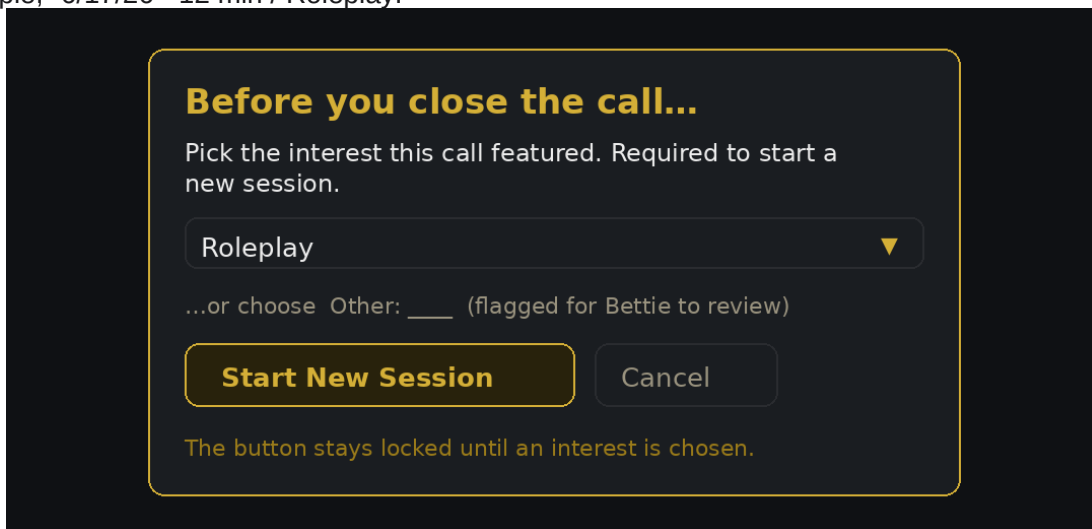 Before you close the call...
Pick the interest this call featured. Required to start a
new session.
Roleplay ▼
...or choose  Other: ____  (flagged for Bettie to review)
Start New Session
Cancel
The button stays locked until an interest is chosen.